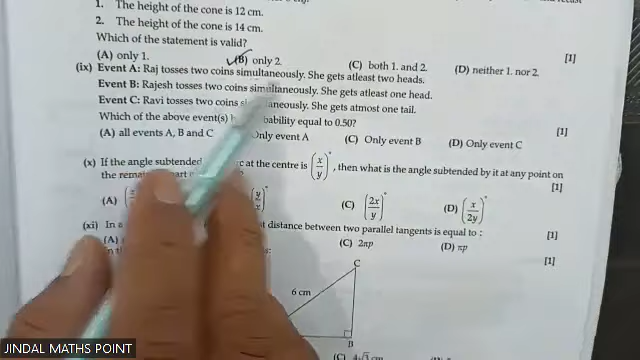 1. The height of the cone is 12 cm.
2. The height of the cone is 14 cm.
Which of the statement is valid?
(A) only 1. (B) only 2. (C) both 1. and 2. (D) neither 1. nor 2. [1]
(ix) Event A: Raj tosses two coins simultaneously. She gets atleast two heads.
Event B: Rajesh tosses two coins simultaneously. She gets atleast one head.
Event C: Ravi tosses two coins simultaneously. She gets atmost one tail.
Which of the above event(s) probability equal to 0.50?
(A) all events A, B and C Only event A (C) Only event B (D) Only event C [1]
(x) If the angle subtended at the centre is (x/y)°, then what is the angle subtended by it at any point on
the [1]
(A) (y/x)° (C) (2x/y)° (D) (x/2y)°
(xi) In a distance between two parallel tangents is equal to : [1]
(A) (C) 2πp (D) πp
[1]
C
6 cm
B
(C) 4√3 cm
JINDAL MATHS POINT